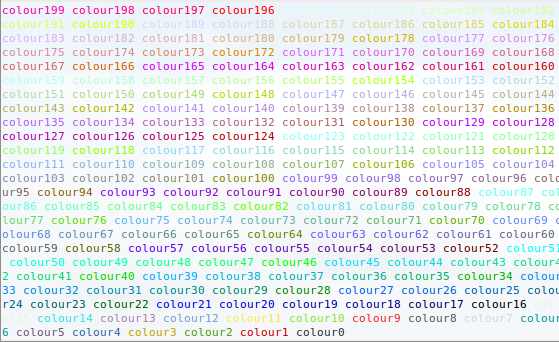 colour199 colour198 colour197 colour196 colour193 colour192
colour191 colour190 colour189 colour188 colour187 colour186 colour185 colour184
colour183 colour182 colour181 colour180 colour179 colour178 colour177 colour176
colour175 colour174 colour173 colour172 colour171 colour170 colour169 colour168
colour167 colour166 colour165 colour164 colour163 colour162 colour161 colour160
colour159 colour158 colour157 colour156 colour155 colour154 colour153 colour152
colour151 colour150 colour149 colour148 colour147 colour146 colour145 colour144
colour143 colour142 colour141 colour140 colour139 colour138 colour137 colour136
colour135 colour134 colour133 colour132 colour131 colour130 colour129 colour128
colour127 colour126 colour125 colour124 colour123 colour122 colour121 colour120
colour119 colour118 colour117 colour116 colour115 colour114 colour113 colour112
colour111 colour110 colour109 colour108 colour107 colour106 colour105 colour104
colour103 colour102 colour101 colour100 colour99 colour98 colour97 colour96 colo
ur95 colour94 colour93 colour92 colour91 colour90 colour89 colour88 colour87 col
our86 colour85 colour84 colour83 colour82 colour81 colour80 colour79 colour78 co
lour77 colour76 colour75 colour74 colour73 colour72 colour71 colour70 colour69 c
olour68 colour67 colour66 colour65 colour64 colour63 colour62 colour61 colour60
colour59 colour58 colour57 colour56 colour55 colour54 colour53 colour52 colour51
colour50 colour49 colour48 colour47 colour46 colour45 colour44 colour43 colour4
2 colour41 colour40 colour39 colour38 colour37 colour36 colour35 colour34 colour
33 colour32 colour31 colour30 colour29 colour28 colour27 colour26 colour25 colou
r24 colour23 colour22 colour21 colour20 colour19 colour18 colour17 colour16 colo
ur15 colour14 colour13 colour12 colour11 colour10 colour9 colour8 colour7 colour
6 colour5 colour4 colour3 colour2 colour1 colour0